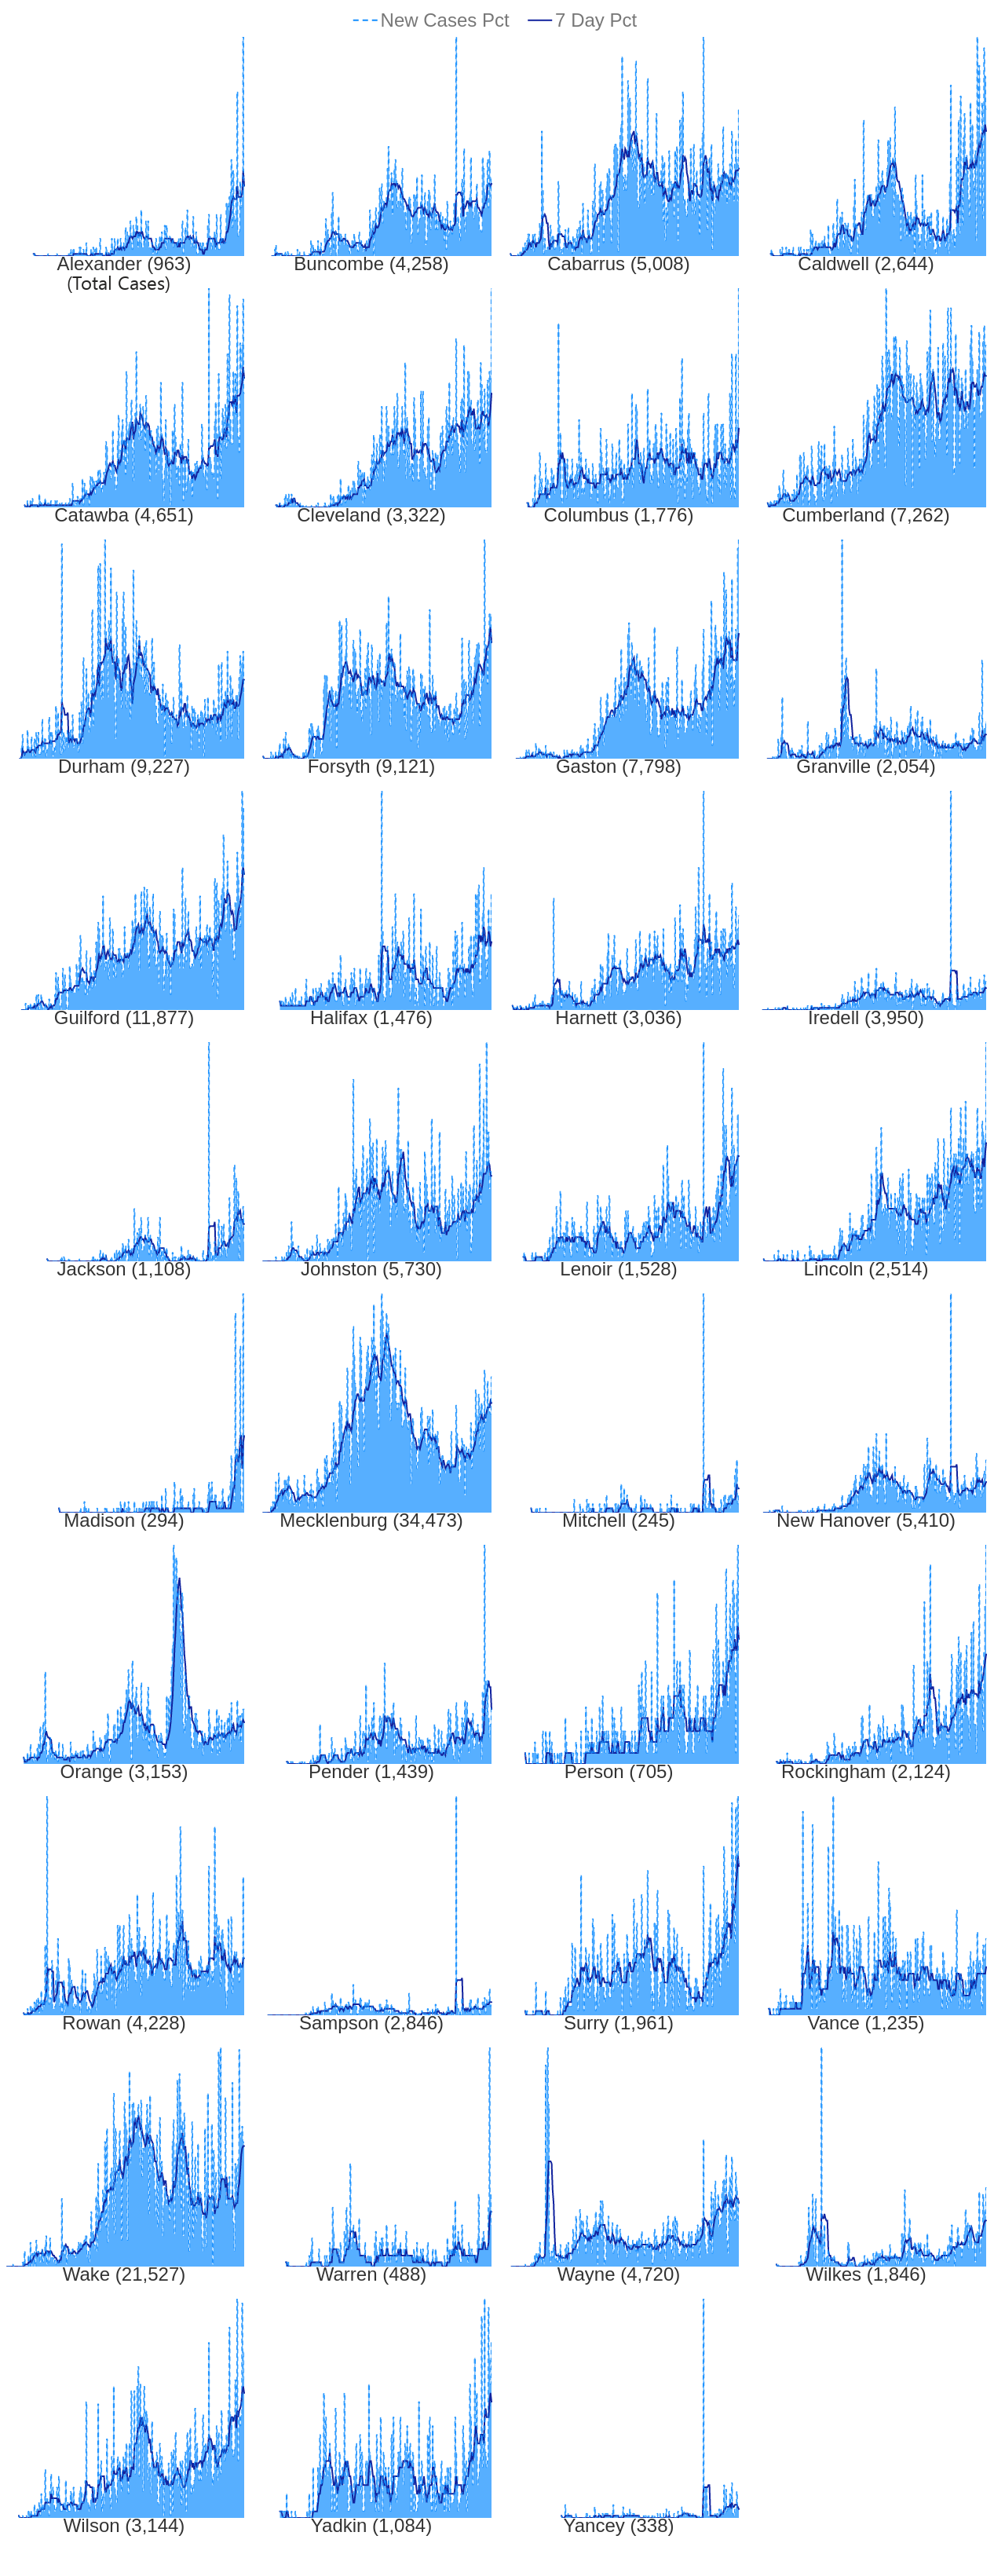 New Cases Pct 7 Day Pct
Alexander (963) Buncombe (4,258) Cabarrus (5,008) Caldwell (2,644)
(Total Cases)
Catawba (4,651) Cleveland (3,322) Columbus (1,776) Cumberland (7,262)
Durham (9,227) Forsyth (9,121) Gaston (7,798) Granville (2,054)
Guilford (11,877) Halifax (1,476) Harnett (3,036) Iredell (3,950)
Jackson (1,108) Johnston (5,730) Lenoir (1,528) Lincoln (2,514)
Madison (294) Mecklenburg (34,473) Mitchell (245) New Hanover (5,410)
Orange (3,153) Pender (1,439) Person (705) Rockingham (2,124)
Rowan (4,228) Sampson (2,846) Surry (1,961) Vance (1,235)
Wake (21,527) Warren (488) Wayne (4,720) Wilkes (1,846)
Wilson (3,144) Yadkin (1,084) Yancey (338)